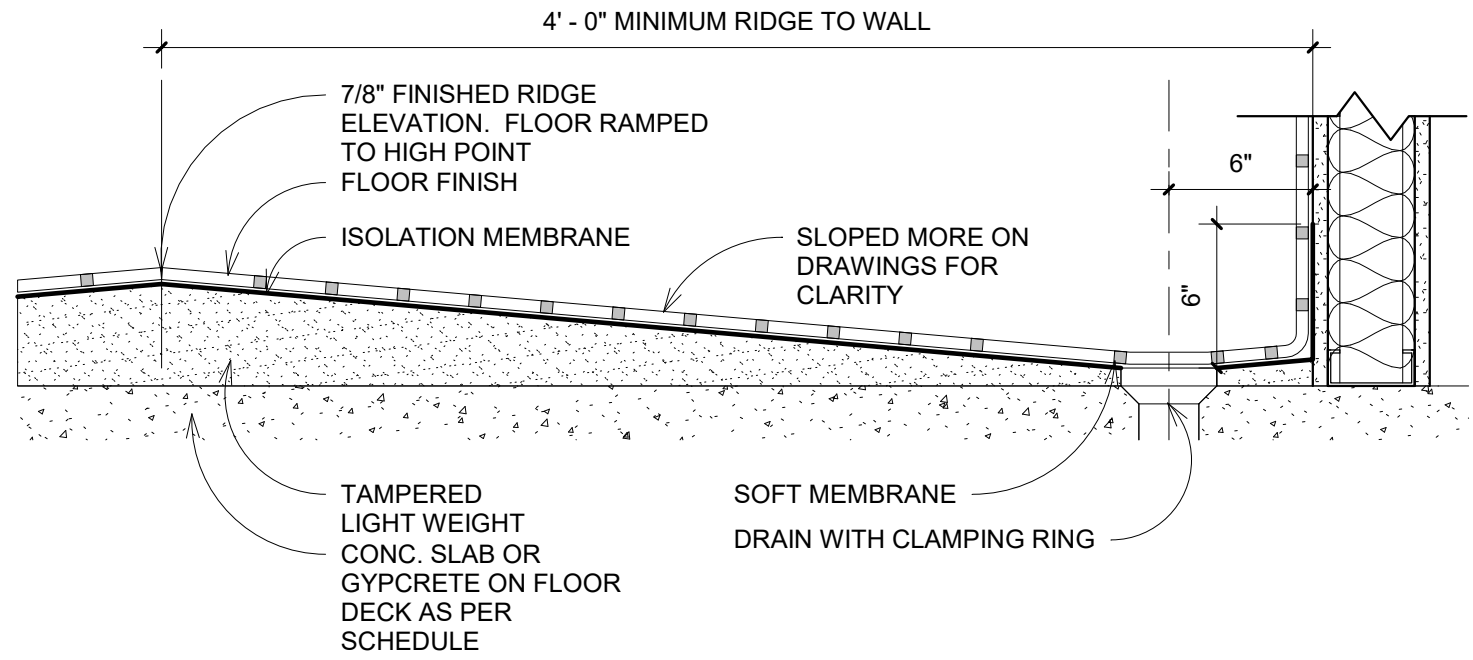 4' - 0" MINIMUM RIDGE TO WALL
7/8" FINISHED RIDGE
ELEVATION.  FLOOR RAMPED
TO HIGH POINT
FLOOR FINISH
ISOLATION MEMBRANE
SLOPED MORE ON
DRAWINGS FOR
CLARITY
6"
6"
TAMPERED
LIGHT WEIGHT
CONC. SLAB OR
GYPCRETE ON FLOOR
DECK AS PER
SCHEDULE
SOFT MEMBRANE
DRAIN WITH CLAMPING RING